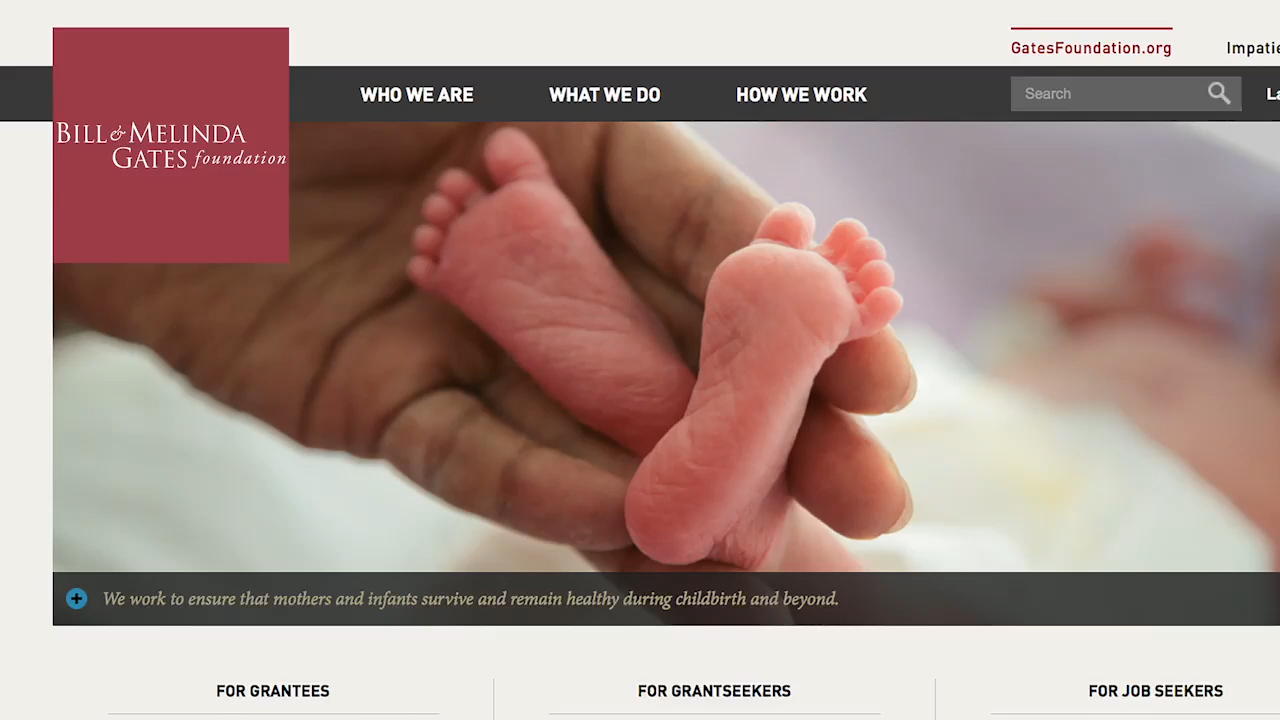 GatesFoundation.org
Impatie
WHO WE ARE
WHAT WE DO
HOW WE WORK
Search
La
BILL & MELINDA
GATES foundation
We work to ensure that mothers and infants survive and remain healthy during childbirth and beyond.
FOR GRANTEES
FOR GRANTSEEKERS
FOR JOB SEEKERS